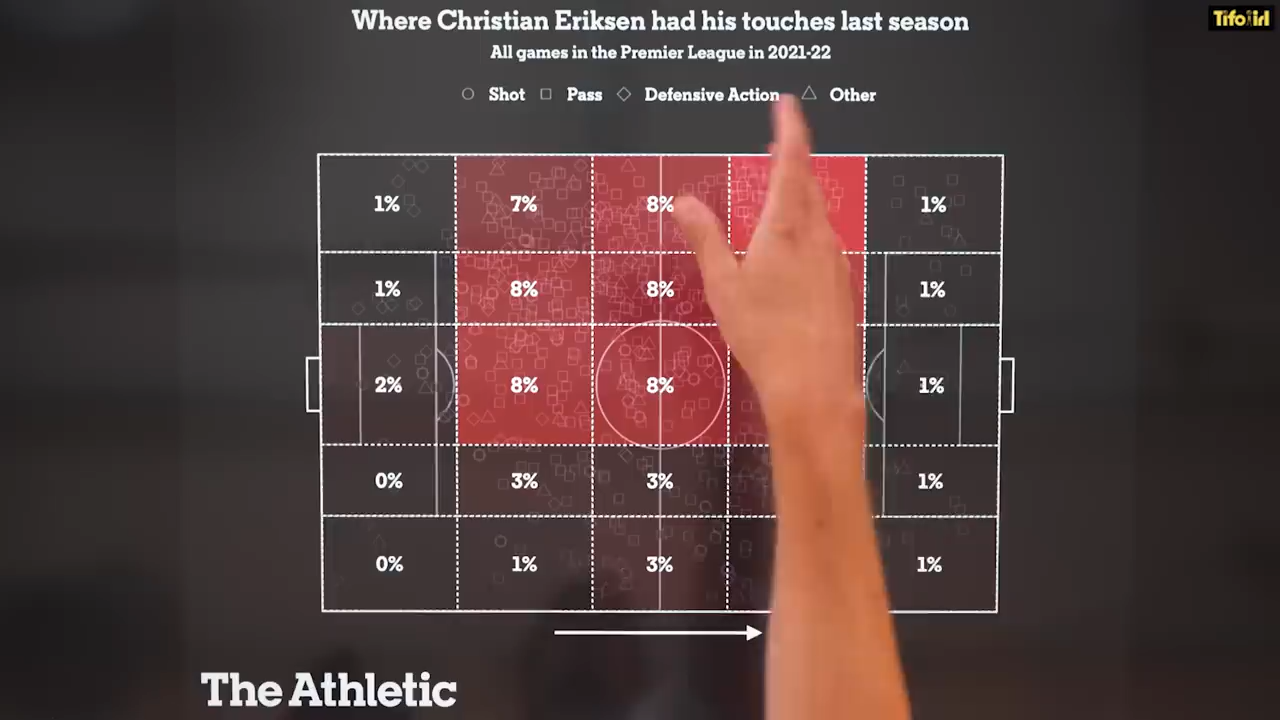 Tifo irl
Where Christian Eriksen had his touches last season
All games in the Premier League in 2021-22
Shot Pass Defensive Action Other
1% 7% 8% 1%
1% 8% 8% 1%
2% 8% 8% 1%
0% 3% 3% 1%
0% 1% 3% 1%
The Athletic